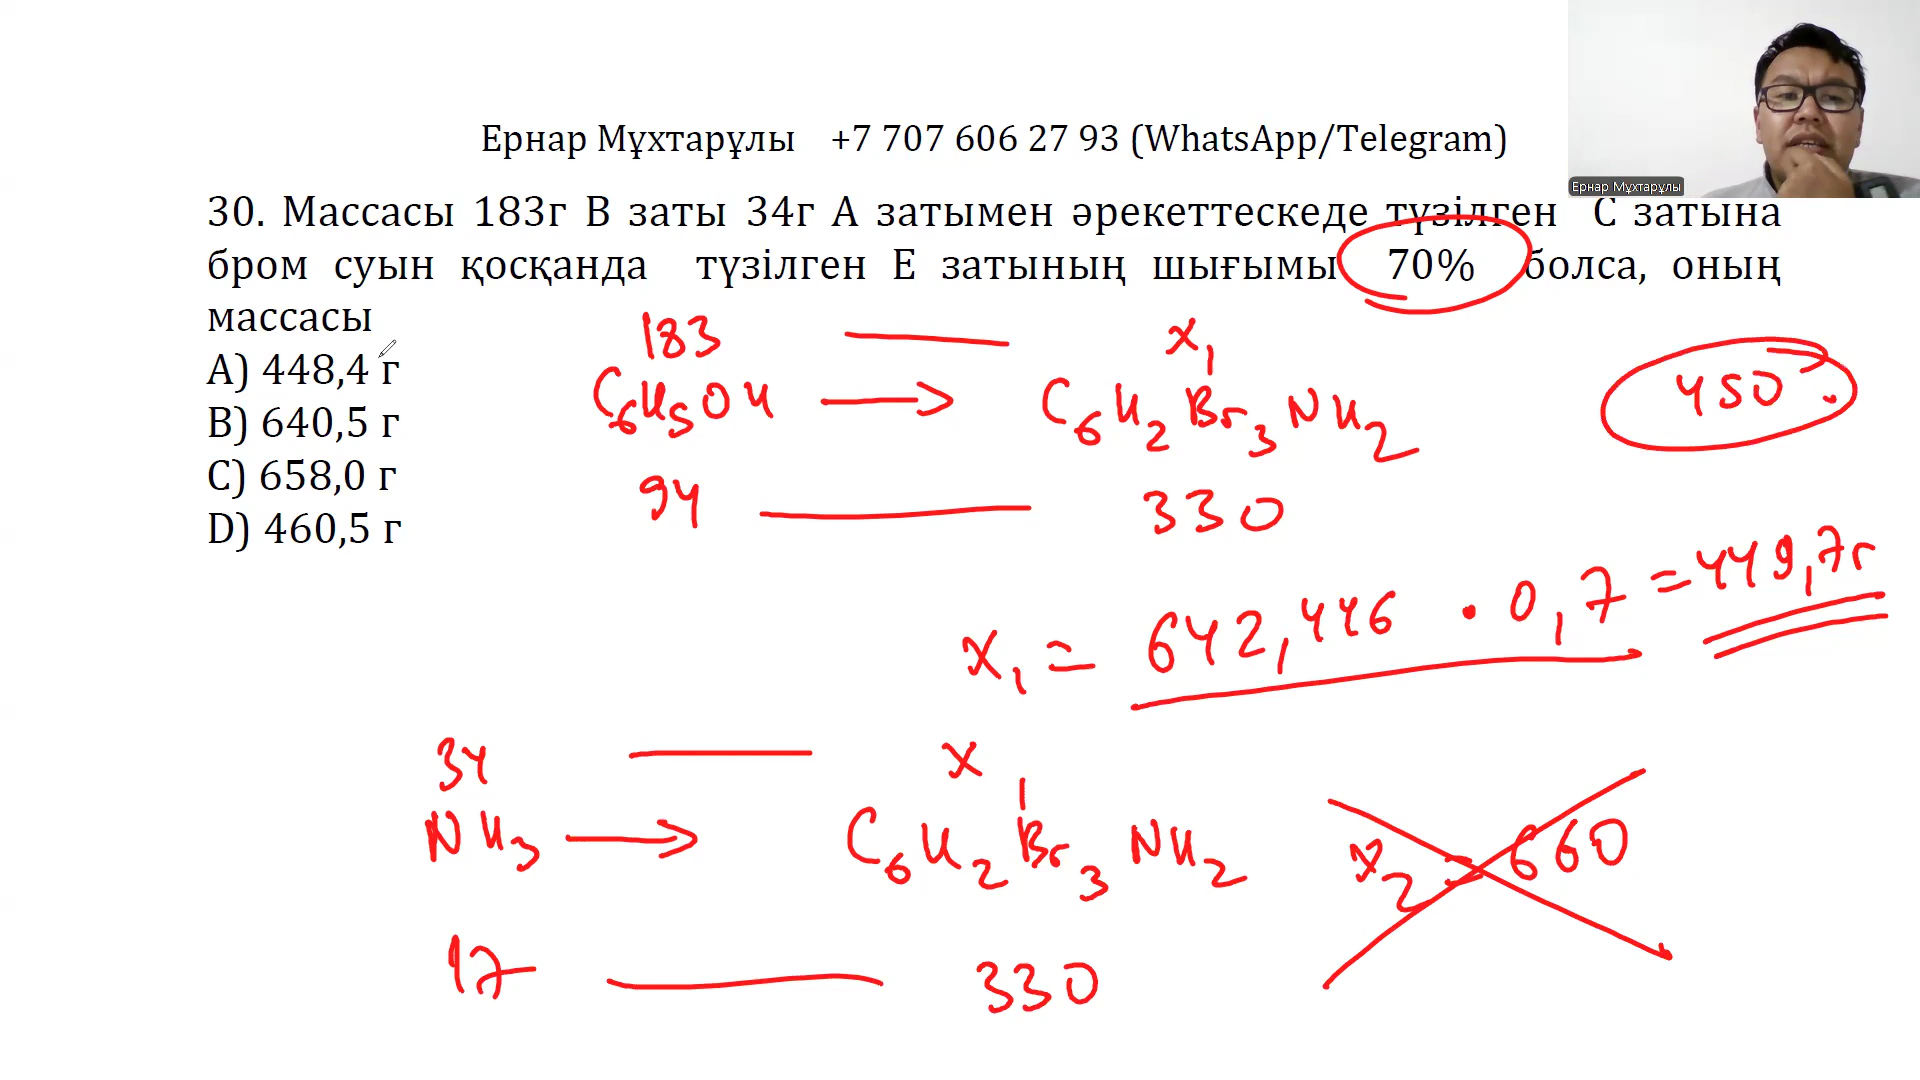 Ернар Мұхтарұлы +7 707 606 27 93 (WhatsApp/Telegram)
Ернар Мұхтарұлы
30. Массасы 183г В заты 34г А затымен әрекеттескеде түзілген С затына
бром суын қосқанда түзілген Е затының шығымы 70% болса, оның
массасы
A) 448,4 г
B) 640,5 г
C) 658,0 г
D) 460,5 г
183 x₁
C₆H₅OH → C₆H₂Br₃NH₂
94 330
450
x₁ = 642,446 · 0,7 = 449,7г
34 x
NH₃ → C₆H₂Br₃NH₂
x₂ = 660
17 330